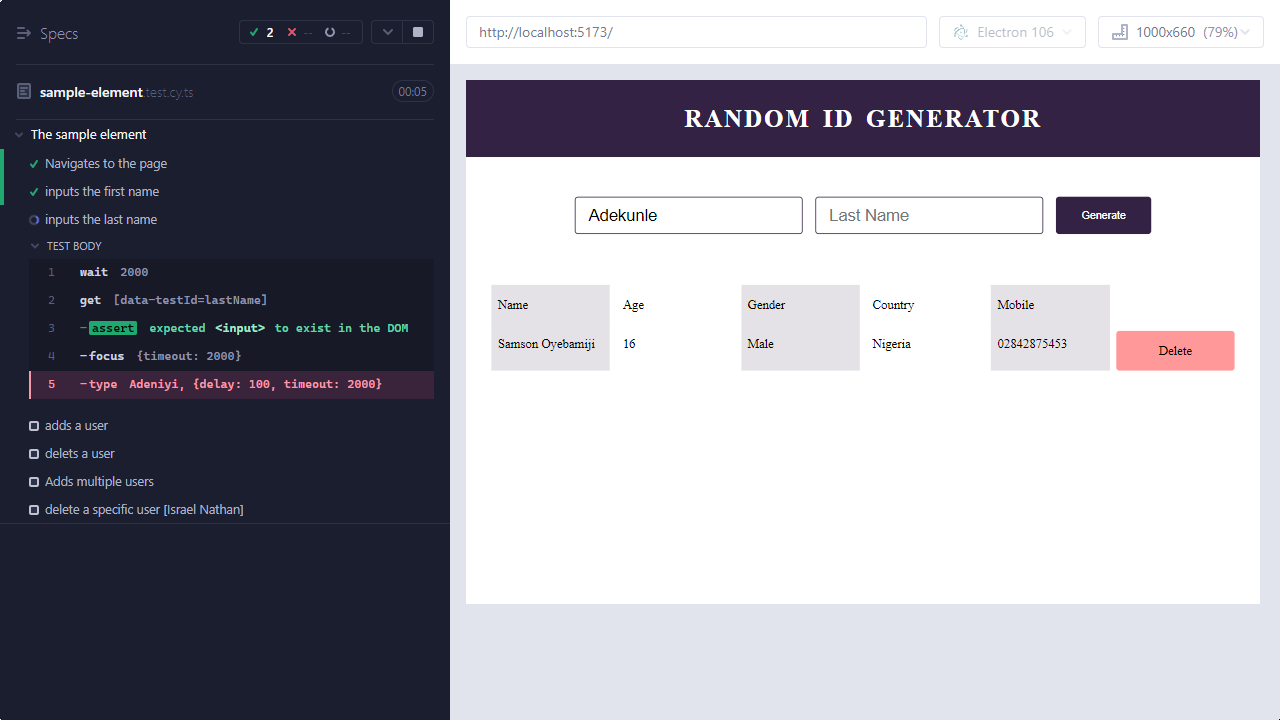 Specs
2 -- --
sample-element.test.cy.ts 00:05
The sample element
Navigates to the page
inputs the first name
inputs the last name
TEST BODY
1 wait 2000
2 get [data-testId=lastName]
3 -assert expected <input> to exist in the DOM
4 -focus {timeout: 2000}
5 -type Adeniyi, {delay: 100, timeout: 2000}
adds a user
delets a user
Adds multiple users
delete a specific user [Israel Nathan]
http://localhost:5173/
Electron 106
1000x660 (79%)
RANDOM ID GENERATOR
Adekunle Last Name Generate
Name Age Gender Country Mobile
Samson Oyebamiji 16 Male Nigeria 02842875453 Delete